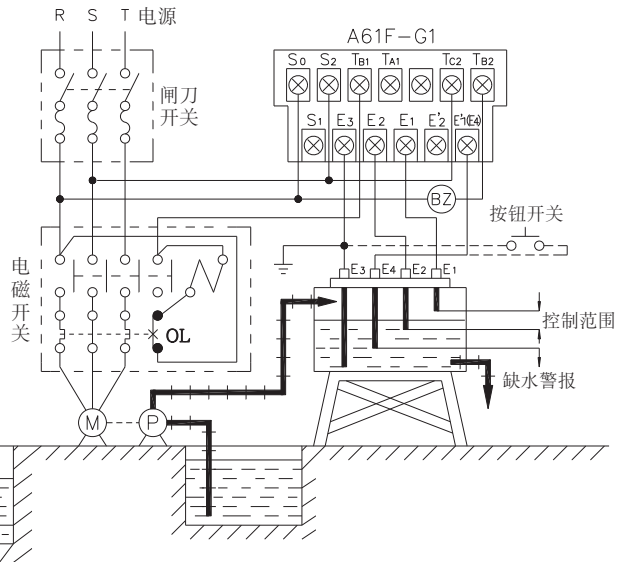 R S T 电源
A61F-G1
S0 S2 TB1 TA1 TC2 TB2
闸刀
开关
S1 E3 E2 E1 E'2 E'1(E4)
BZ
按钮开关
电磁开关
E3 E4 E2 E1
OL
控制范围
缺水警报
M P